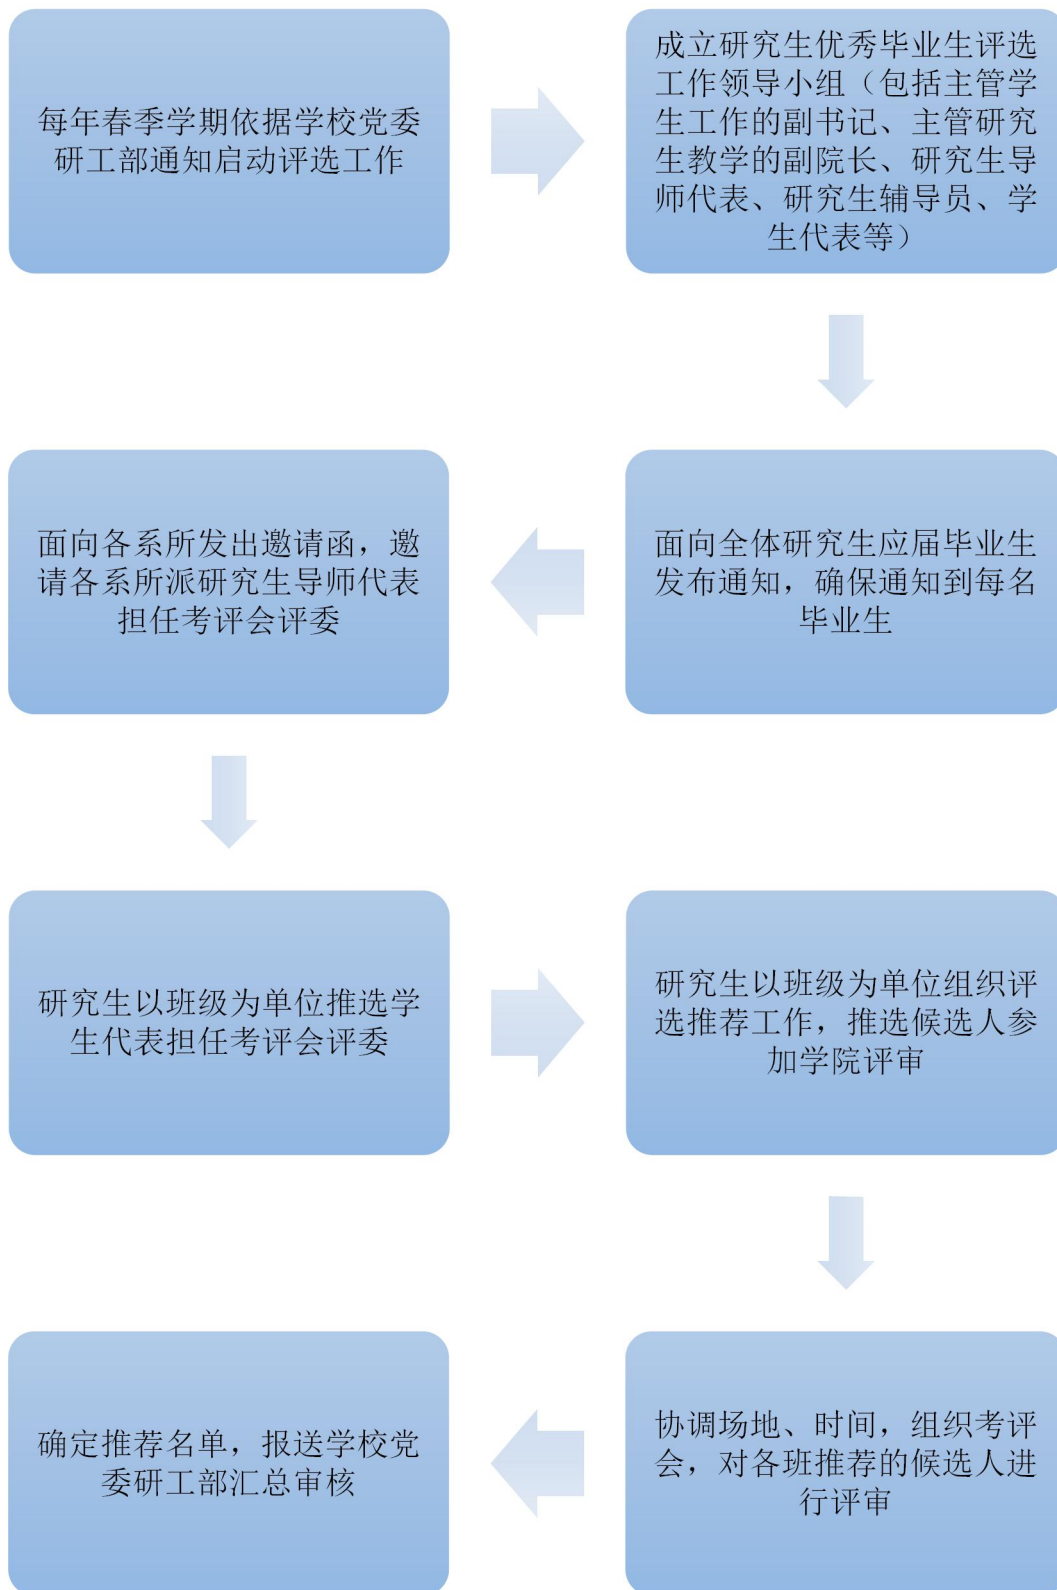 每年春季学期依据学校党委
研工部通知启动评选工作
成立研究生优秀毕业生评选
工作领导小组（包括主管学
生工作的副书记、主管研究
生教学的副院长、研究生导
师代表、研究生辅导员、学
生代表等）
面向全体研究生应届毕业生
发布通知，确保通知到每名
毕业生
面向各系所发出邀请函，邀
请各系所派研究生导师代表
担任考评会评委
研究生以班级为单位推选学
生代表担任考评会评委
研究生以班级为单位组织评
选推荐工作，推选候选人参
加学院评审
协调场地、时间，组织考评
会，对各班推荐的候选人进
行评审
确定推荐名单，报送学校党
委研工部汇总审核